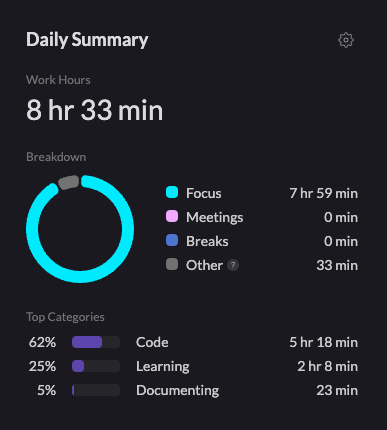 Daily Summary
Work Hours
8 hr 33 min
Breakdown
Focus 7 hr 59 min
Meetings 0 min
Breaks 0 min
Other ? 33 min
Top Categories
62% Code 5 hr 18 min
25% Learning 2 hr 8 min
5% Documenting 23 min